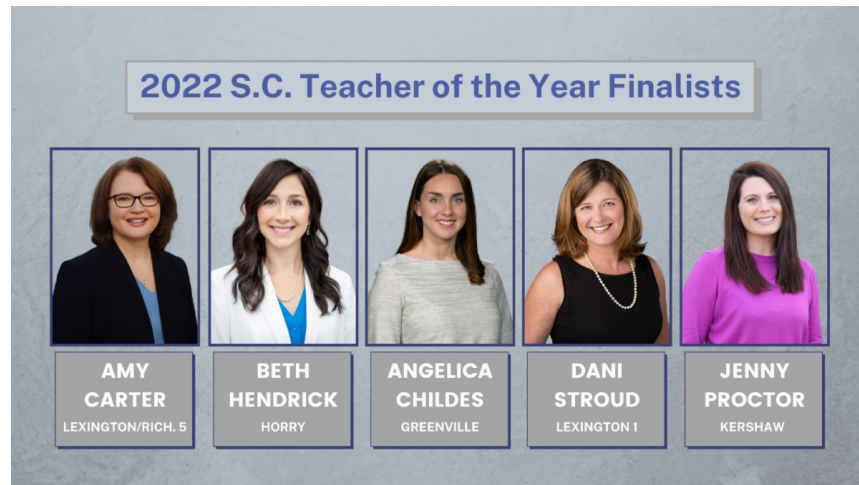 2022 S.C. Teacher of the Year Finalists
AMY
CARTER
LEXINGTON/RICH. 5
BETH
HENDRICK
HORRY
ANGELICA
CHILDES
GREENVILLE
DANI
STROUD
LEXINGTON 1
JENNY
PROCTOR
KERSHAW